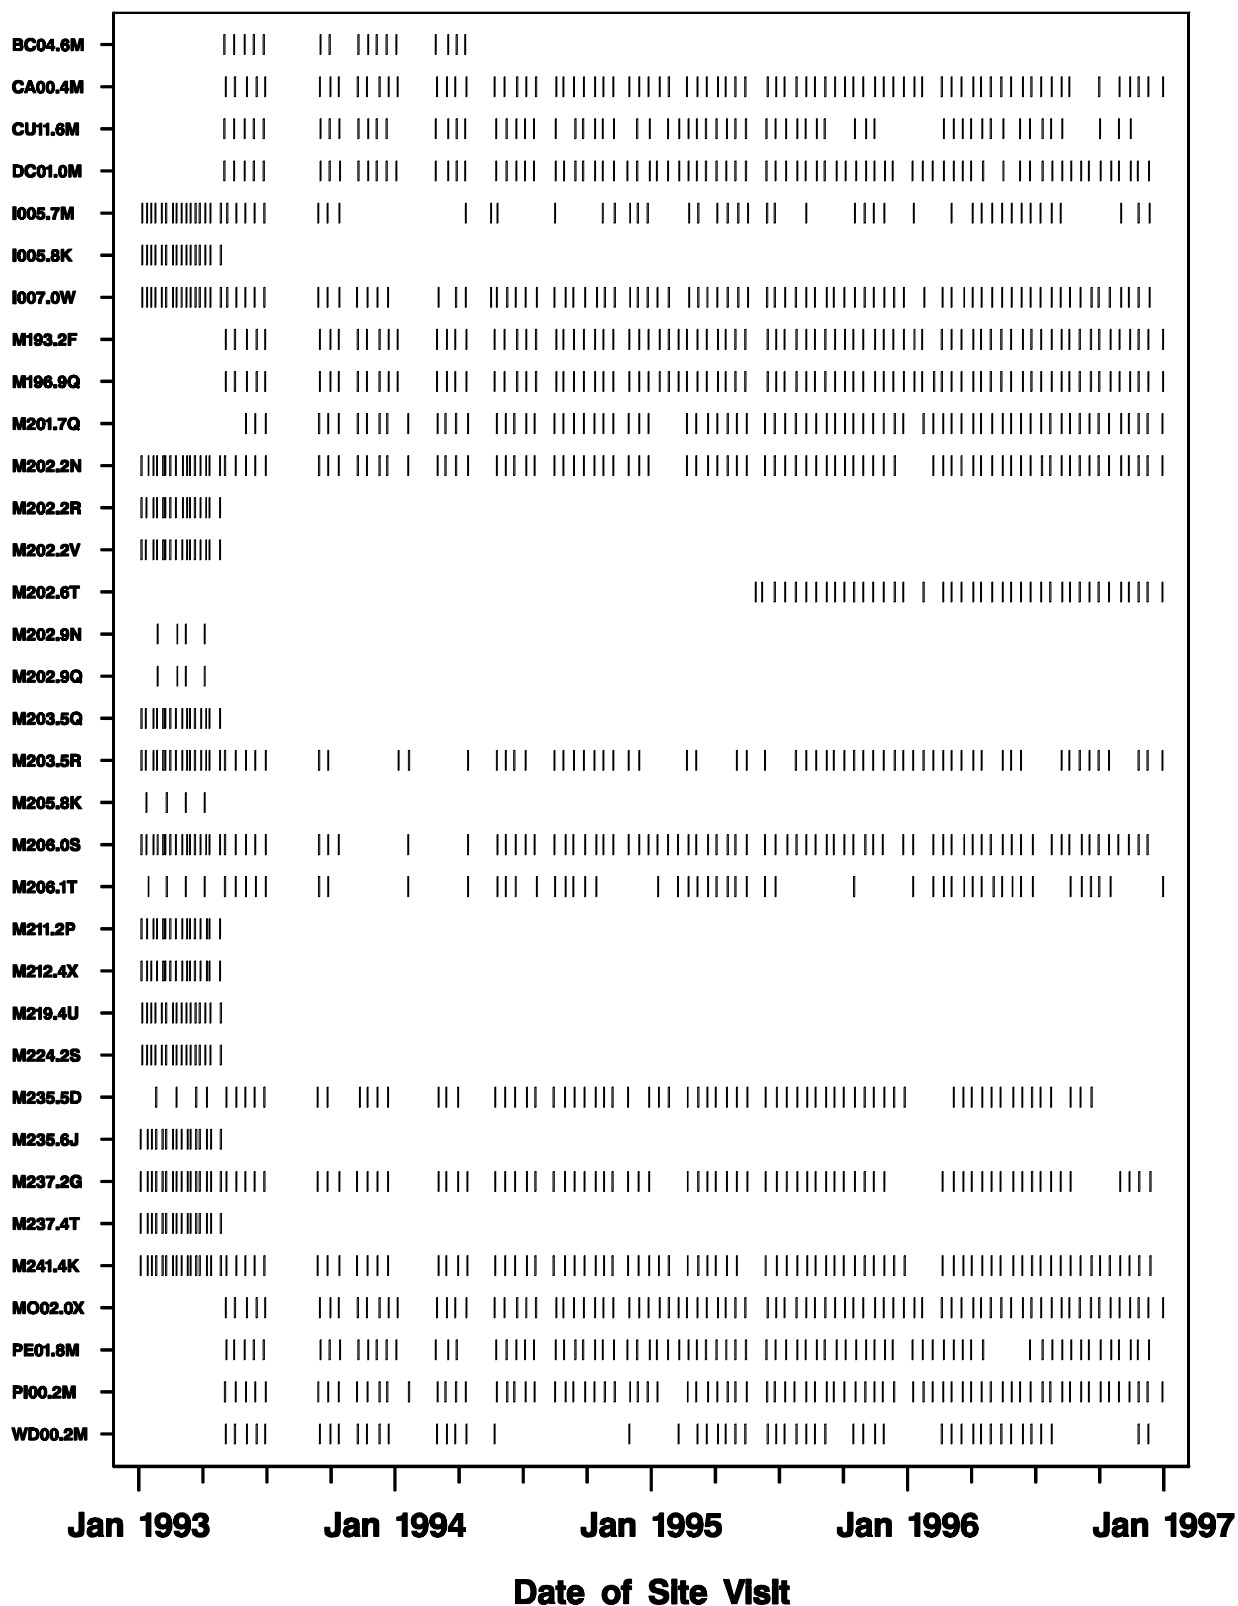 BC04.6M
CA00.4M
CU11.6M
DC01.0M
I005.7M
I005.8K
I007.0W
M193.2F
M196.9Q
M201.7Q
M202.2N
M202.2R
M202.2V
M202.6T
M202.9N
M202.9Q
M203.5Q
M203.5R
M205.8K
M206.0S
M206.1T
M211.2P
M212.4X
M219.4U
M224.2S
M235.5D
M235.6J
M237.2G
M237.4T
M241.4K
MO02.0X
PE01.8M
PI00.2M
WD00.2M
Jan 1993 Jan 1994 Jan 1995 Jan 1996 Jan 1997
Date of Site Visit